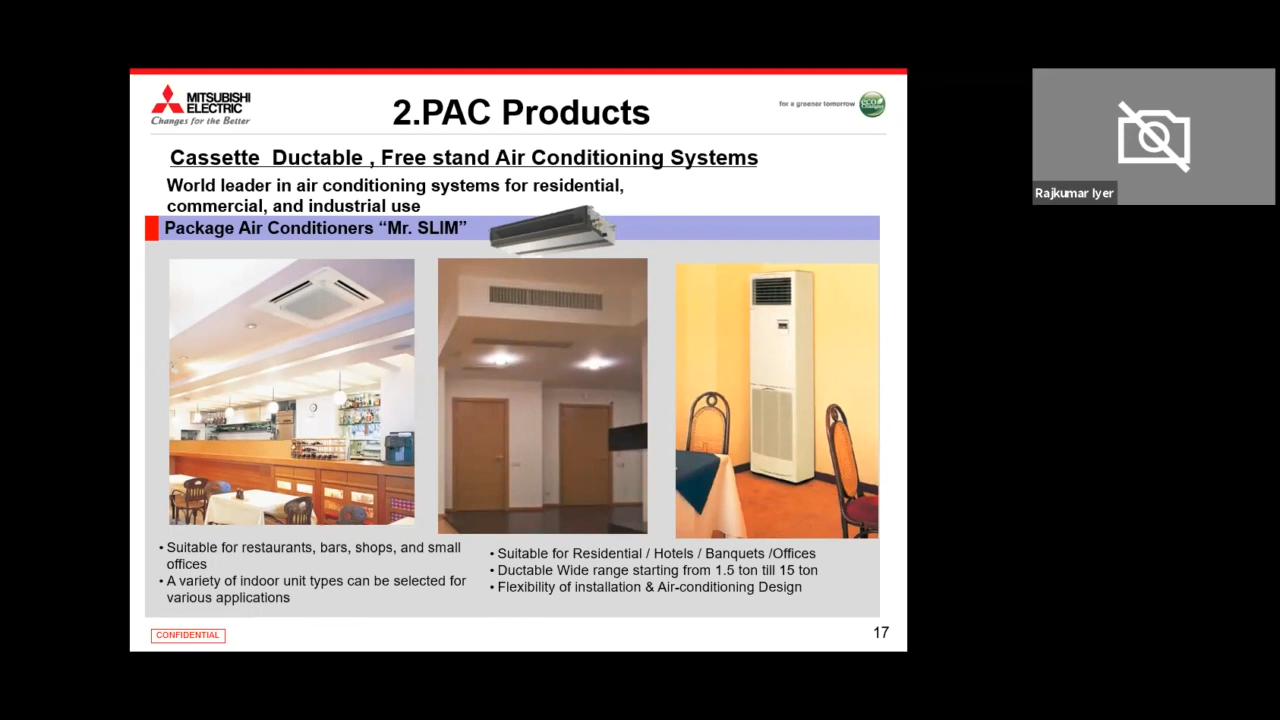 MITSUBISHI
ELECTRIC
Changes for the Better
2.PAC Products
for a greener tomorrow
eco
Changes
Cassette Ductable , Free stand Air Conditioning Systems
World leader in air conditioning systems for residential,
commercial, and industrial use
Package Air Conditioners “Mr. SLIM”
• Suitable for restaurants, bars, shops, and small
offices
• A variety of indoor unit types can be selected for
various applications
• Suitable for Residential / Hotels / Banquets /Offices
• Ductable Wide range starting from 1.5 ton till 15 ton
• Flexibility of installation & Air-conditioning Design
CONFIDENTIAL
17
Rajkumar Iyer